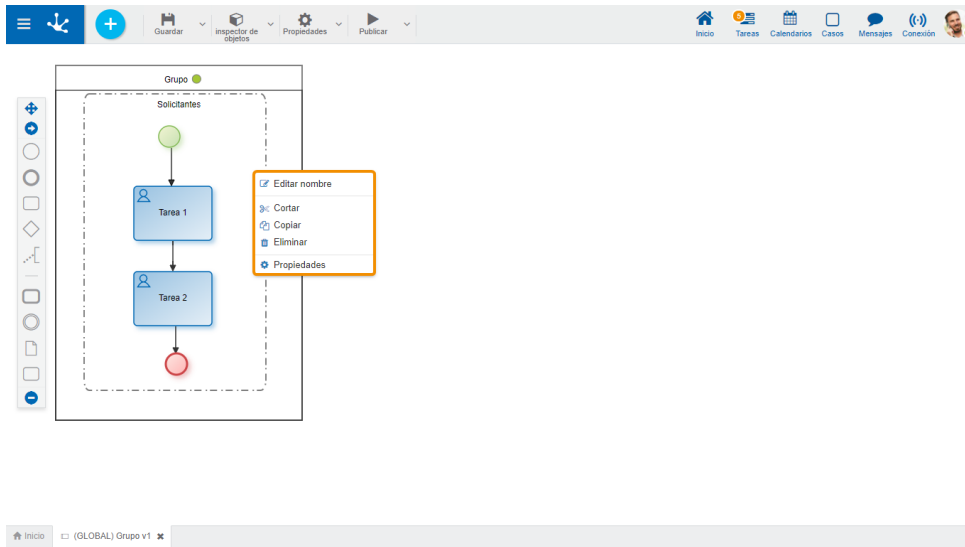 Guardar
inspector de
objetos
Propiedades
Publicar
Inicio
5
Tareas
Calendarios
Casos
Mensajes
Conexión
Grupo
Solicitantes
Tarea 1
Tarea 2
Editar nombre
Cortar
Copiar
Eliminar
Propiedades
Inicio
(GLOBAL) Grupo v1